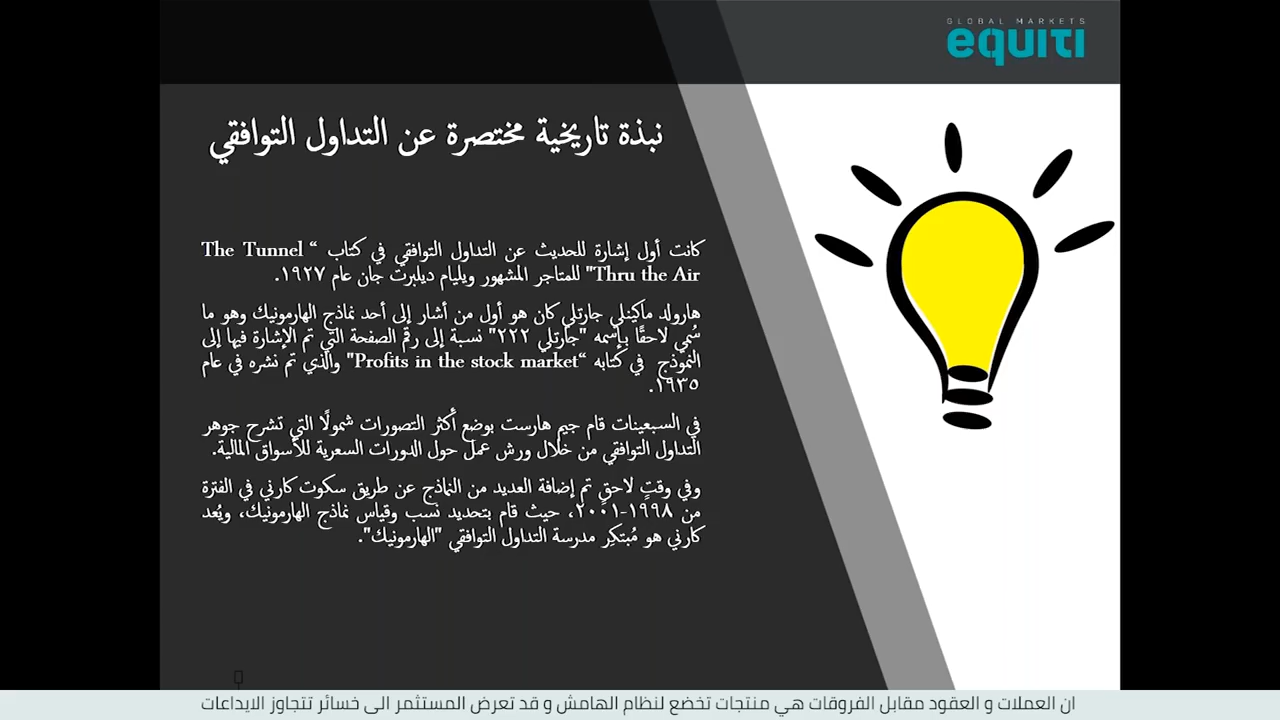 GLOBAL MARKETS
equiti
نبذة تاريخية مختصرة عن التداول التوافقي
كانت أول إشارة للحديث عن التداول التوافقي في كتاب “ The Tunnel
Thru the Air" للمتاجر المشهور ويليام ديلبرت جان عام ١٩٢٧.
هارولد ماكينلي جارتلي كان هو أول من أشار إلى أحد نماذج الهارمونيك وهو ما
سُمي لاحقًا بإسمه "جارتلي ٢٢٢" نسبة إلى رقم الصفحة التي تم الإشارة فيها إلى
النموذج في كتابه “Profits in the stock market" والذي تم نشره في عام
١٩٣٥.
في السبعينات قام جيم هارست بوضع أكثر التصورات شمولًا التي تشرح جوهر
التداول التوافقي من خلال ورش عمل حول الدورات السعرية للأسواق المالية.
وفي وقتٍ لاحقٍ تم إضافة العديد من النماذج عن طريق سكوت كارني في الفترة
من ١٩٩٨-٢٠٠١، حيث قام بتحديد نسب وقياس نماذج الهارمونيك، ويُعد
كارني هو مُبتكِر مدرسة التداول التوافقي "الهارمونيك".
ان العملات و العقود مقابل الفروقات هي منتجات تخضع لنظام الهامش و قد تعرض المستثمر الى خسائر تتجاوز الايداعات